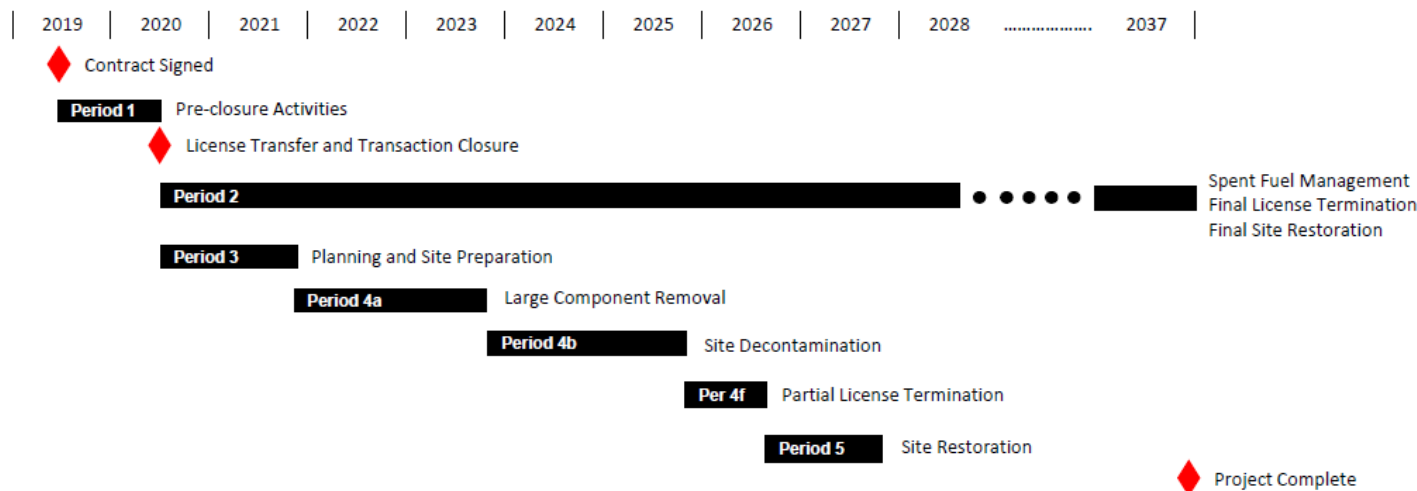 2019 2020 2021 2022 2023 2024 2025 2026 2027 2028 .................. 2037
Contract Signed
Period 1 Pre-closure Activities
License Transfer and Transaction Closure
Period 2
Spent Fuel Management
Final License Termination
Final Site Restoration
Period 3 Planning and Site Preparation
Period 4a Large Component Removal
Period 4b Site Decontamination
Per 4f Partial License Termination
Period 5 Site Restoration
Project Complete